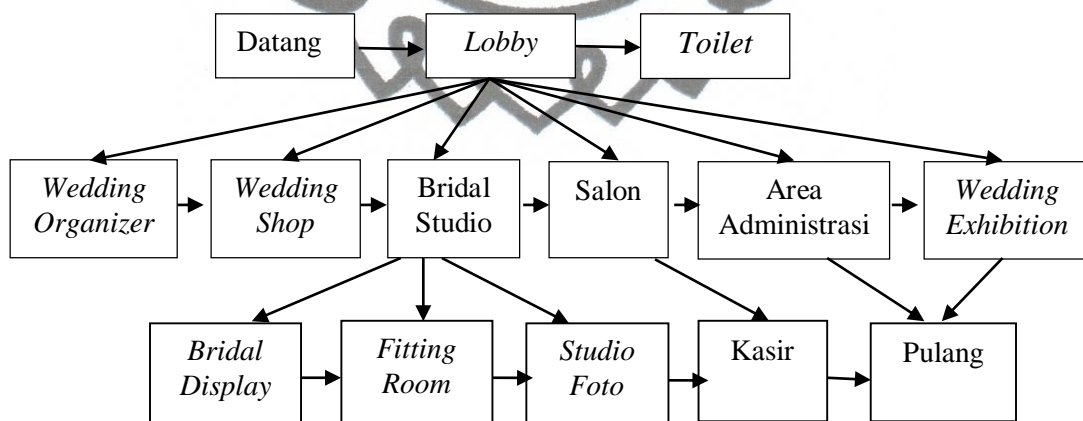 Datang
Lobby
Toilet
Wedding
Organizer
Wedding
Shop
Bridal
Studio
Salon
Area
Administrasi
Wedding
Exhibition
Bridal
Display
Fitting
Room
Studio
Foto
Kasir
Pulang